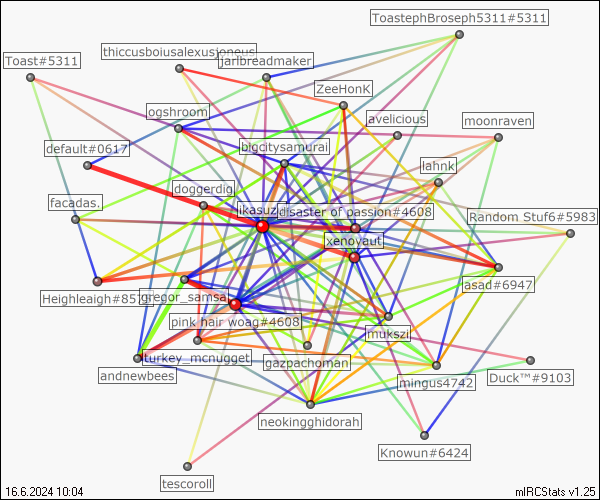 ToastephBroseph5311#5311
thiccusboiusalexusjoneus
Toast#5311
jarlbreadmaker
ZeeHonk
ogshroom
avelicious
moonraven
default#0617
bigcitysamurai
lahnk
doggerdig
facadas.
ikasuz
disaster of passion#4608
Random Stuf6#5983
xenoyaut
asad#6947
Heighleaigh#8575
gregor_samsa.
pink hair woag#4608
mukszil
turkey_mcnugget
gazpachoman
andnewbees
mingus4742
Duck™#9103
neokingghidorah
Knowun#6424
tescoroll
16.6.2024 10:04
mIRCStats v1.25